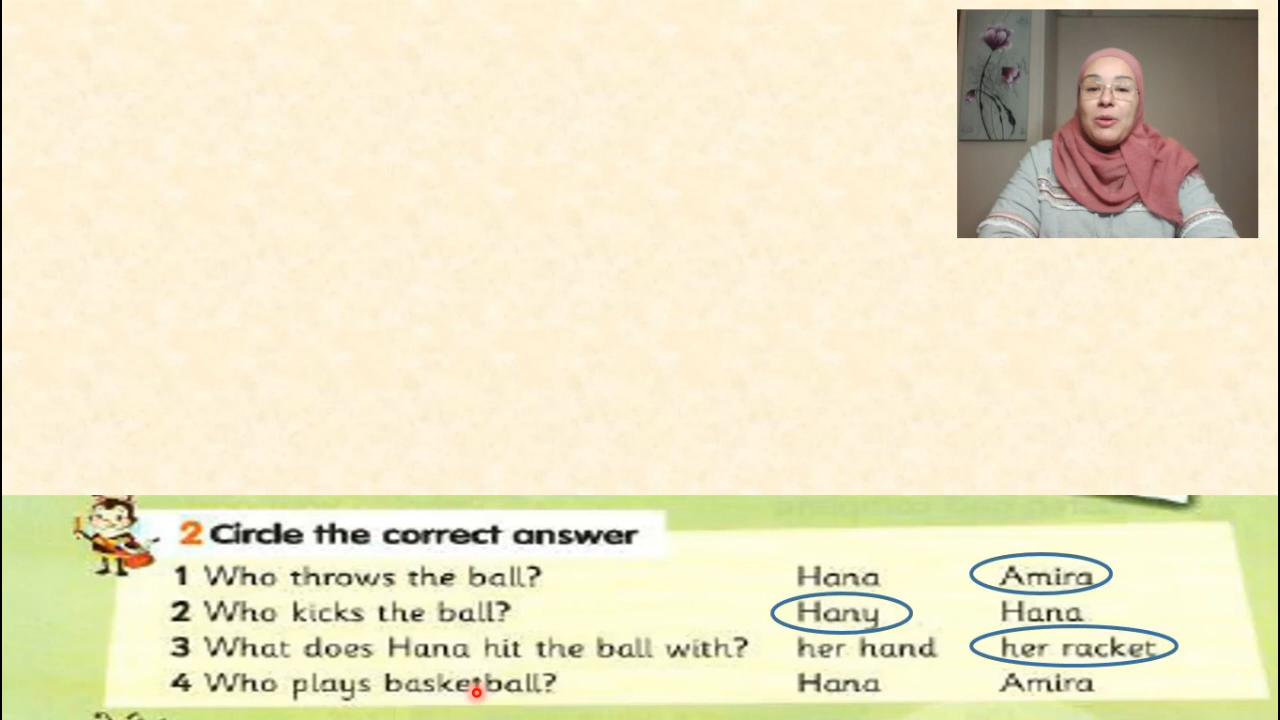 2 Circle the correct answer
1 Who throws the ball? Hana Amira
2 Who kicks the ball? Hany Hana
3 What does Hana hit the ball with? her hand her racket
4 Who plays basketball? Hana Amira